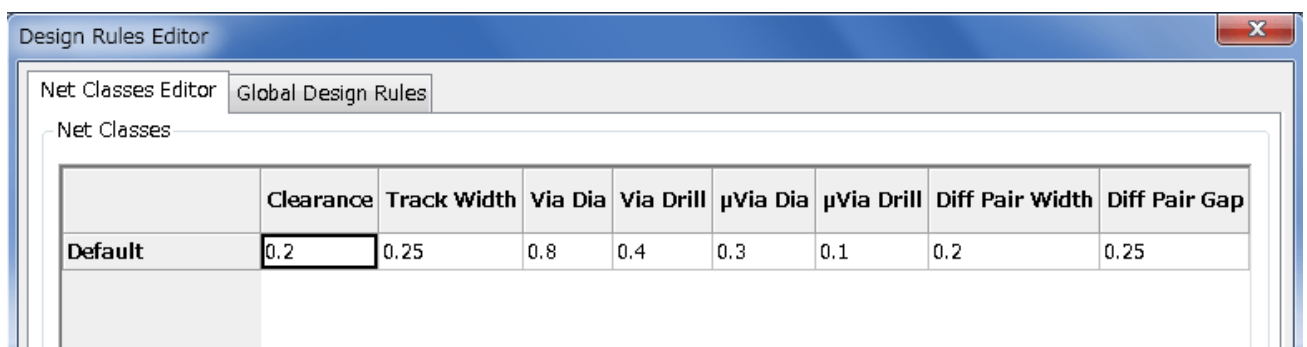 Design Rules Editor
Net Classes Editor Global Design Rules
Net Classes
Clearance Track Width Via Dia Via Drill µVia Dia µVia Drill Diff Pair Width Diff Pair Gap
Default 0.2 0.25 0.8 0.4 0.3 0.1 0.2 0.25